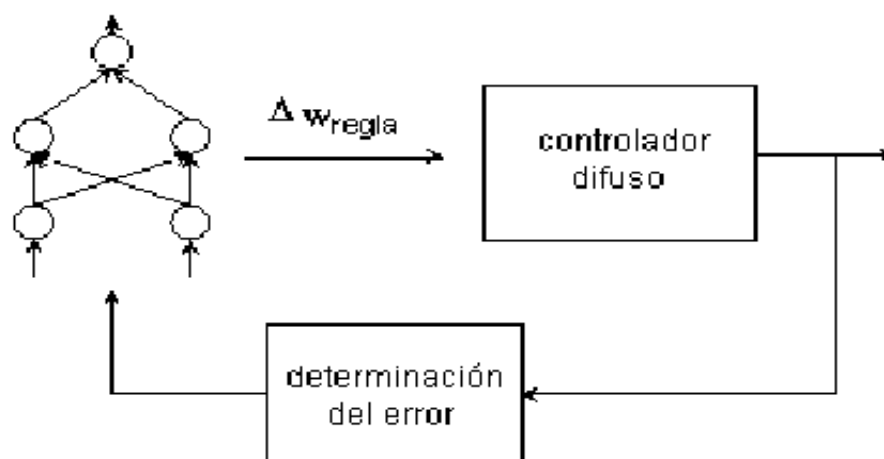 Δ w_regla
controlador
difuso
determinación
del error